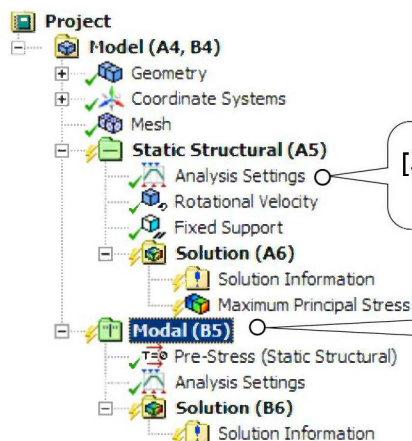 Project
Model (A4, B4)
Geometry
Coordinate Systems
Mesh
Static Structural (A5)
Analysis Settings
Rotational Velocity
Fixed Support
Solution (A6)
Solution Information
Maximum Principal Stress
Modal (B5)
T=0 Pre-Stress (Static Structural)
Analysis Settings
Solution (B6)
Solution Information